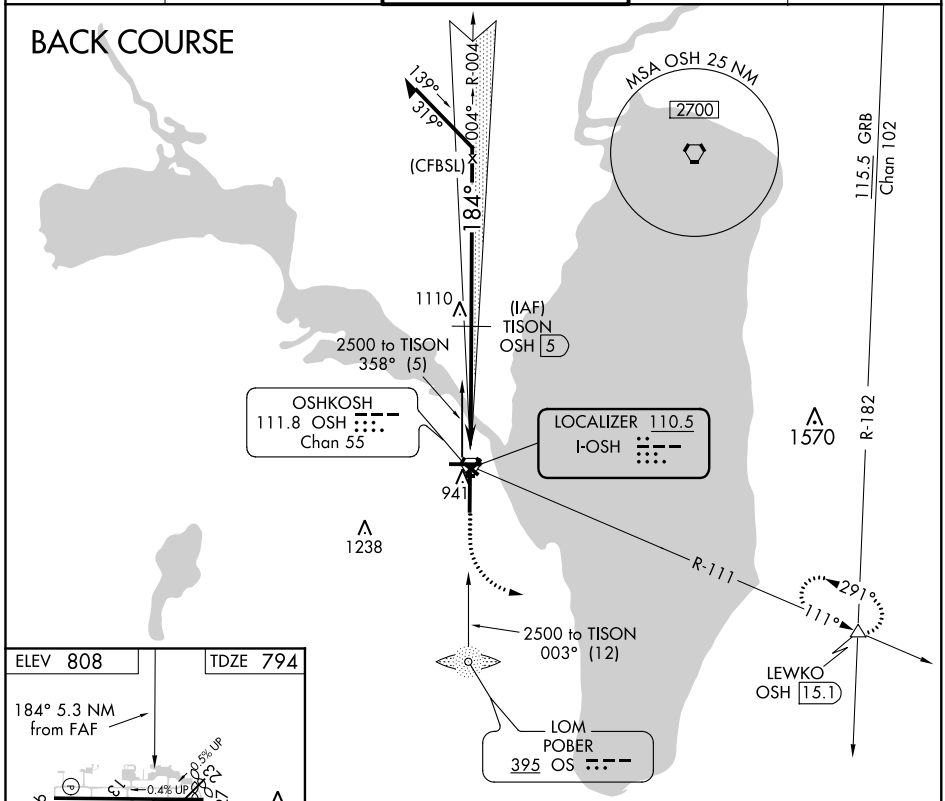 BACK COURSE
MSA OSH 25 NM
2700
R-004
004°
139°
319°
(CFBSL)
184°
115.5 GRB
Chan 102
1110
(IAF)
TISON
OSH 5
2500 to TISON
358° (5)
OSHKOSH
111.8 OSH
Chan 55
LOCALIZER 110.5
I-OSH
1570
R-182
941
1238
R-111
291°
111°
2500 to TISON
003° (12)
LEWKO
OSH 15.1
LOM
POBER
395 OS
ELEV 808
TDZE 794
184° 5.3 NM
from FAF
0.5% UP
0.4% UP
P
13
23